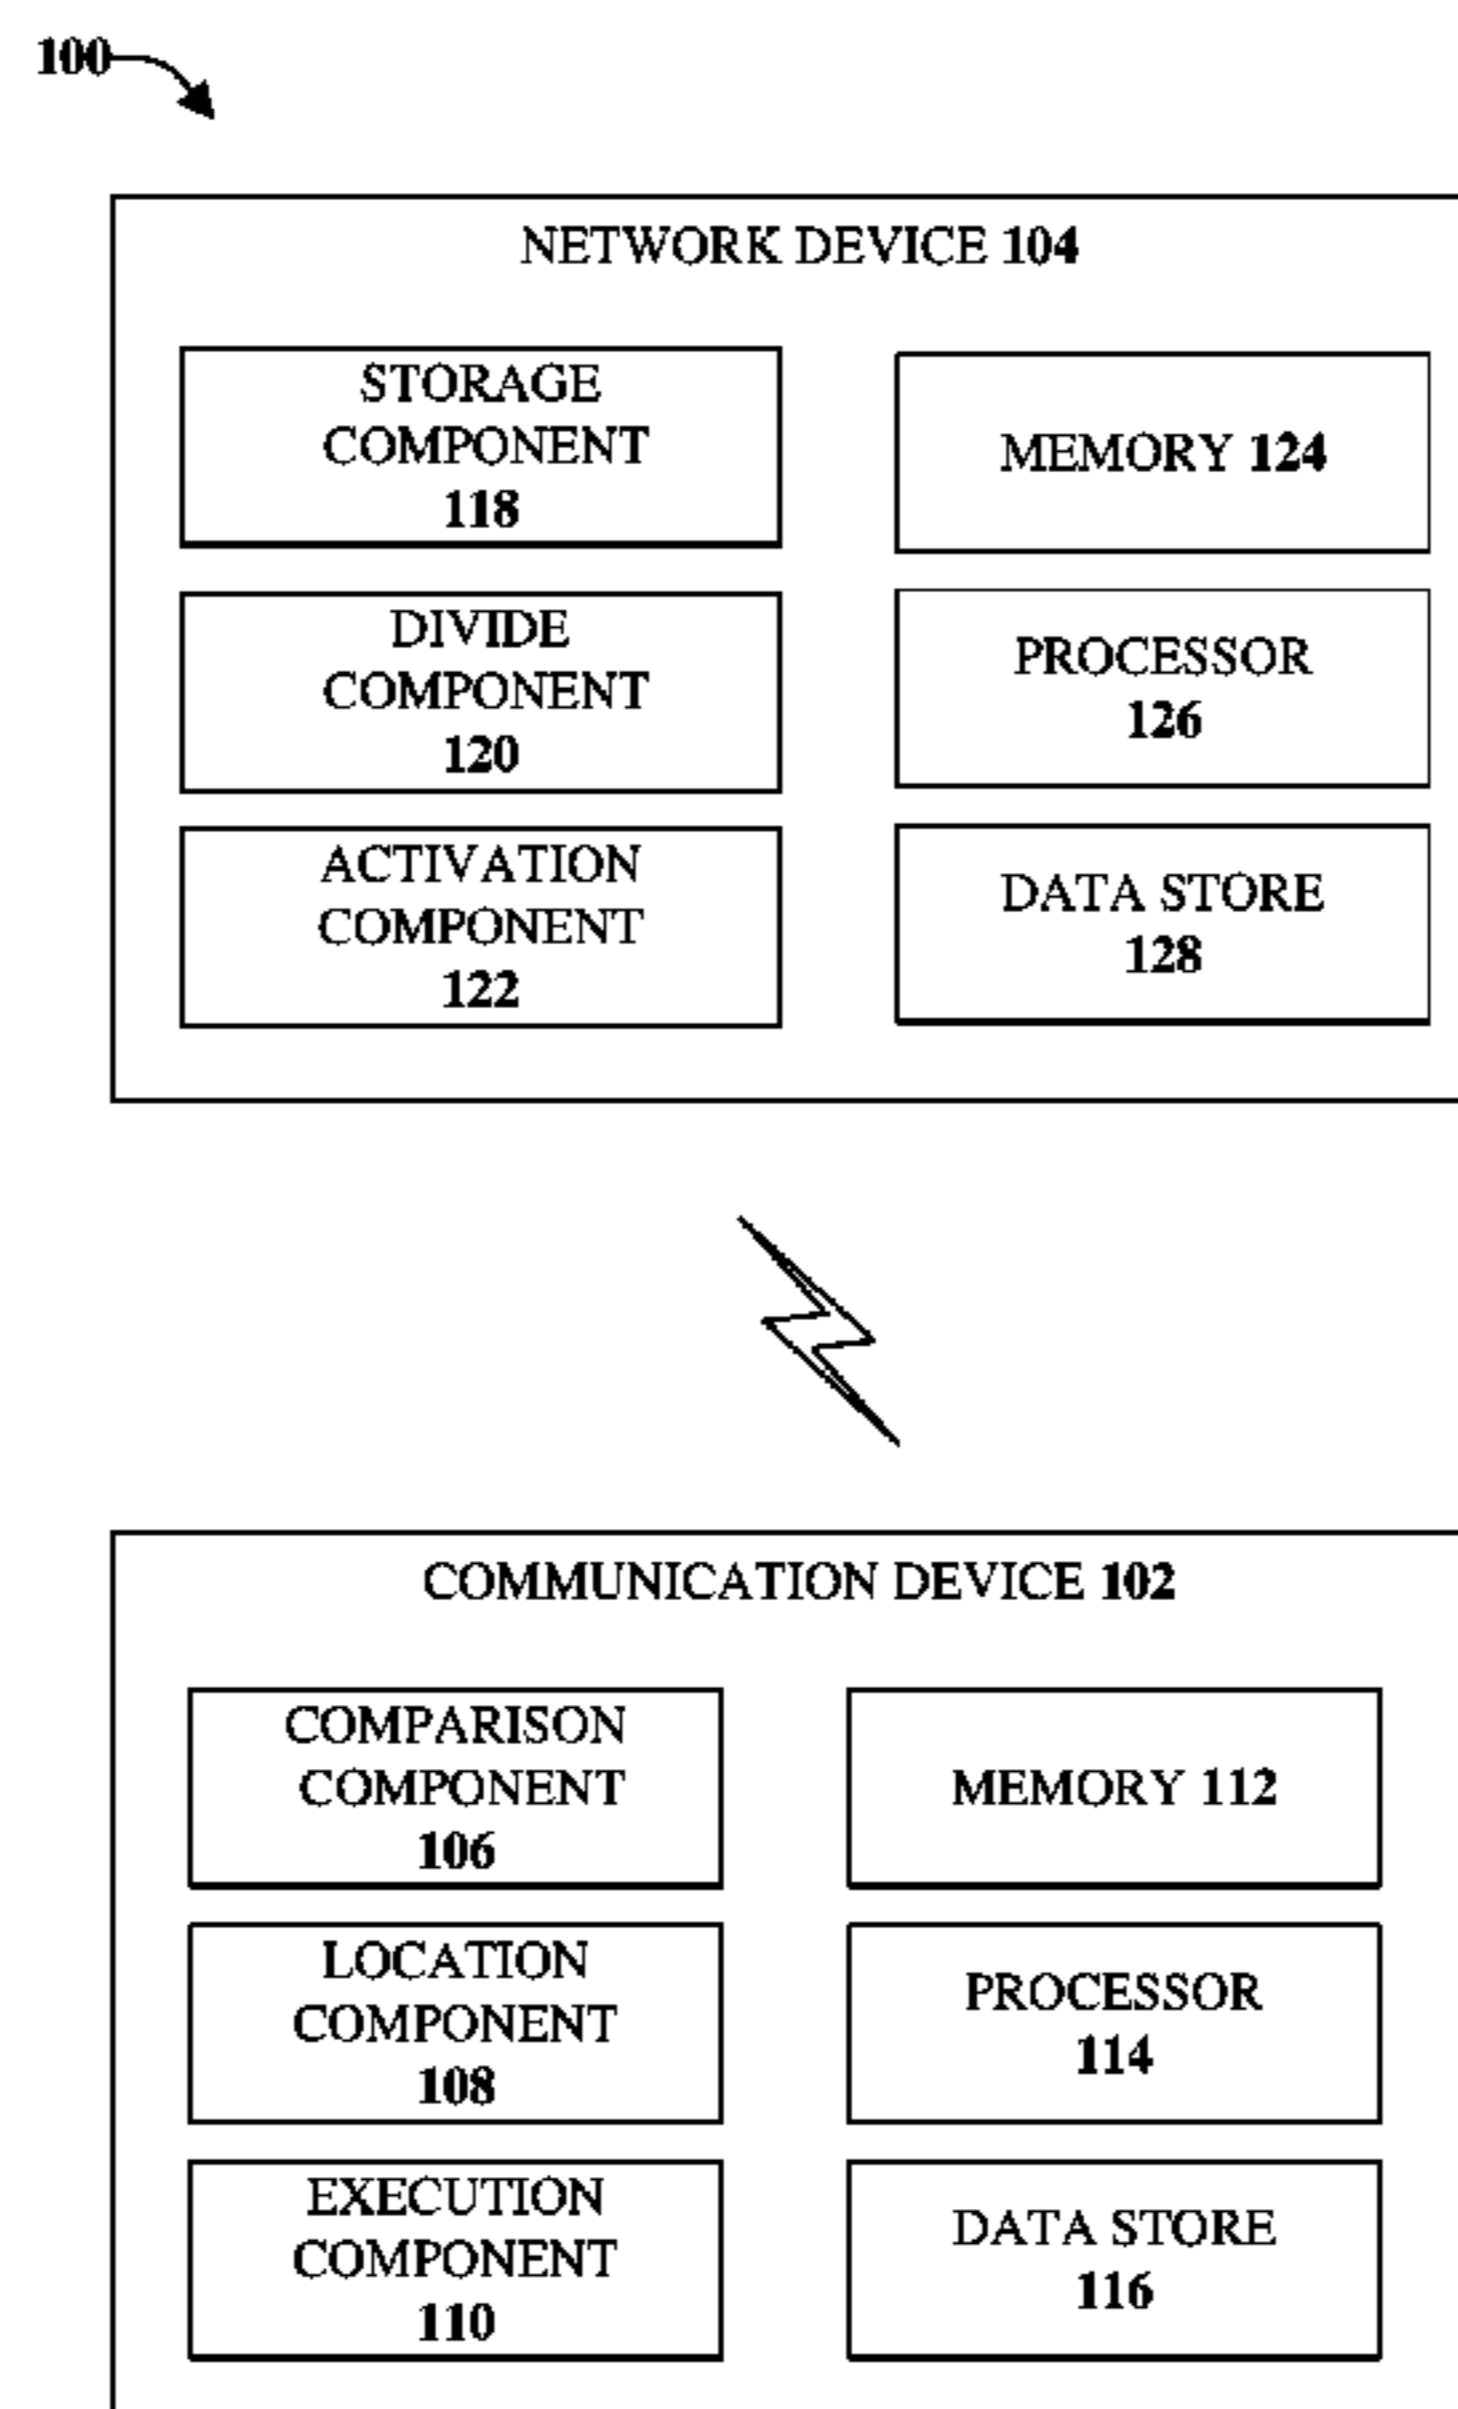 100
NETWORK DEVICE 104
STORAGE
COMPONENT
118
MEMORY 124
DIVIDE
COMPONENT
120
PROCESSOR
126
ACTIVATION
COMPONENT
122
DATA STORE
128
COMMUNICATION DEVICE 102
COMPARISON
COMPONENT
106
MEMORY 112
LOCATION
COMPONENT
108
PROCESSOR
114
EXECUTION
COMPONENT
110
DATA STORE
116